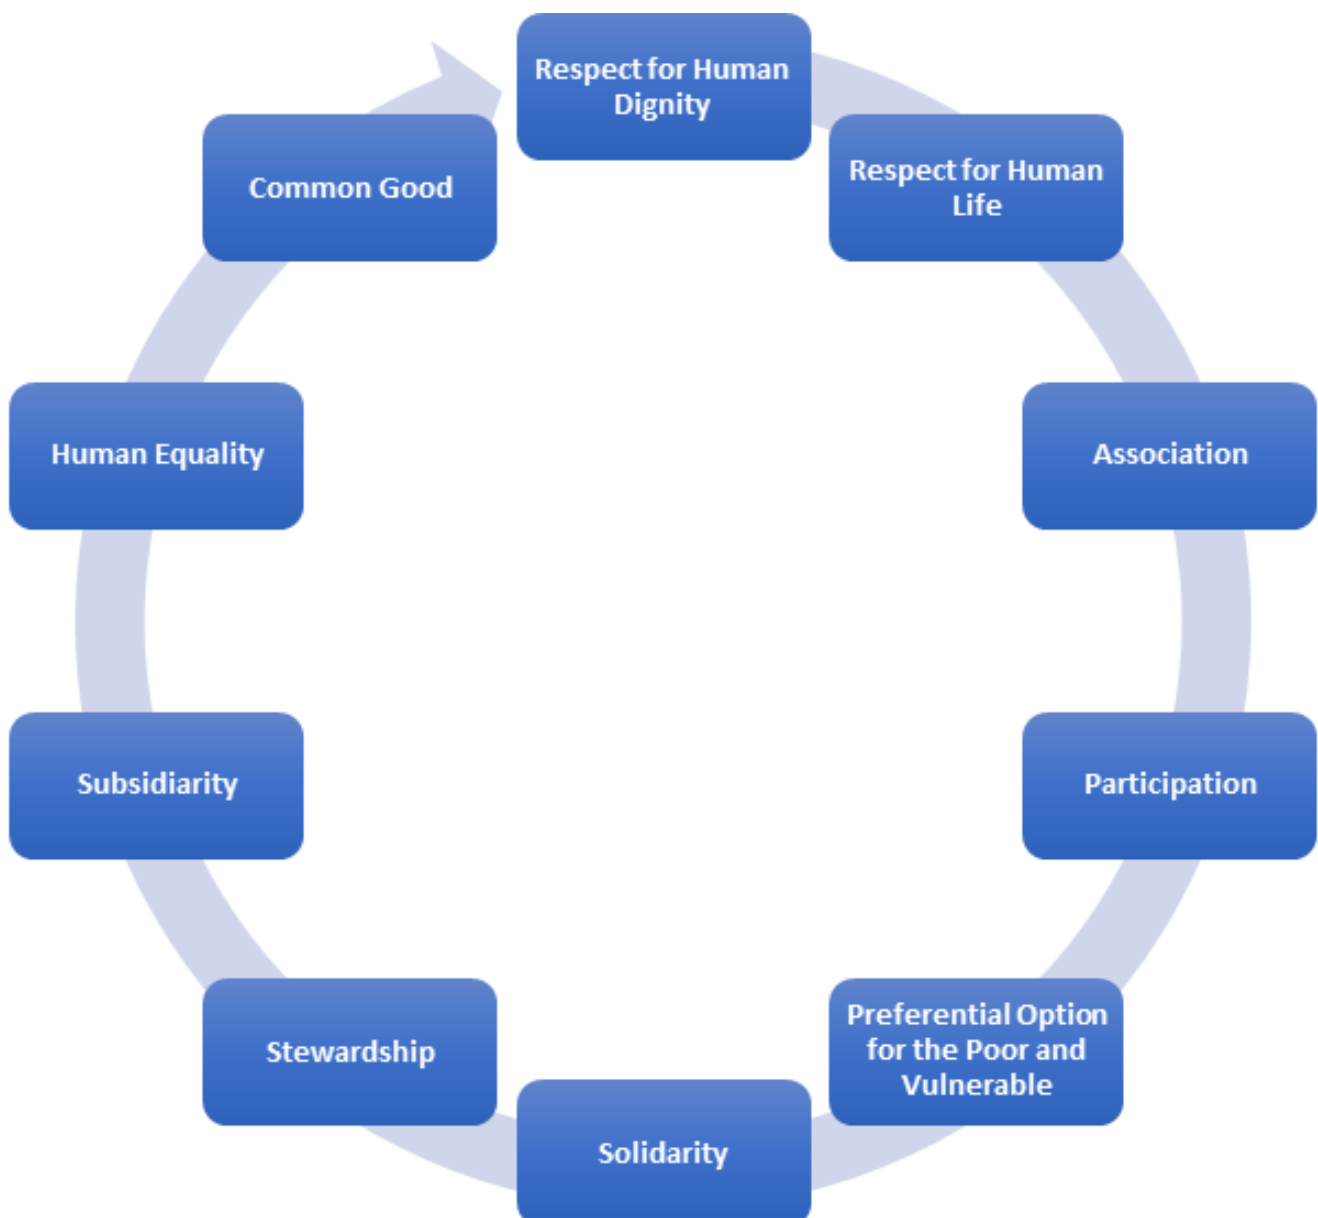 Respect for Human
Dignity
Respect for Human
Life
Association
Participation
Preferential Option
for the Poor and
Vulnerable
Solidarity
Stewardship
Subsidiarity
Human Equality
Common Good